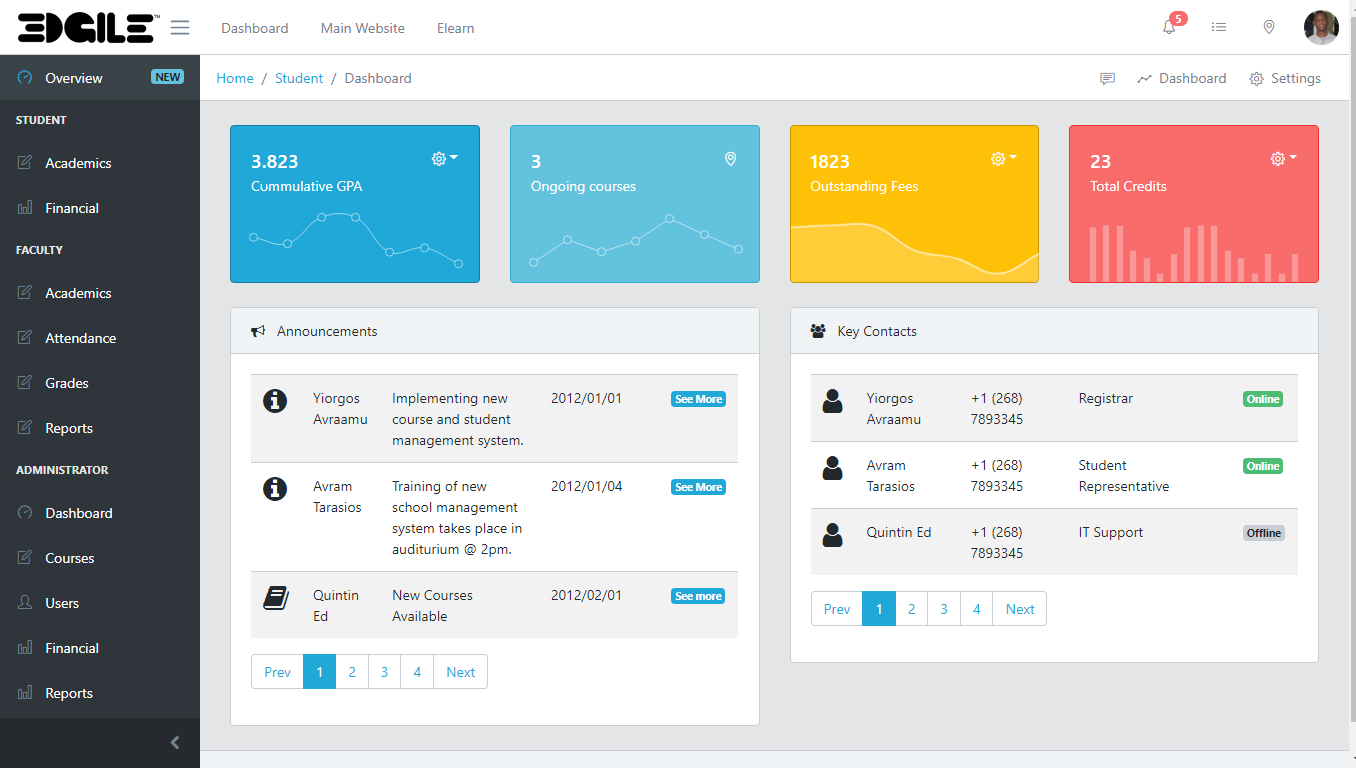 EDGILE™
Dashboard Main Website Elearn
5
Overview NEW
STUDENT
Academics
Financial
FACULTY
Academics
Attendance
Grades
Reports
ADMINISTRATOR
Dashboard
Courses
Users
Financial
Reports
Home / Student / Dashboard
Dashboard Settings
3.823
Cummulative GPA
3
Ongoing courses
1823
Outstanding Fees
23
Total Credits
Announcements
Yiorgos
Avraamu
Implementing new
course and student
management system.
2012/01/01
See More
Avram
Tarasios
Training of new
school management
system takes place in
auditurium @ 2pm.
2012/01/04
See More
Quintin
Ed
New Courses
Available
2012/02/01
See more
Prev 1 2 3 4 Next
Key Contacts
Yiorgos
Avraamu
+1 (268)
7893345
Registrar
Online
Avram
Tarasios
+1 (268)
7893345
Student
Representative
Online
Quintin Ed
+1 (268)
7893345
IT Support
Offline
Prev 1 2 3 4 Next